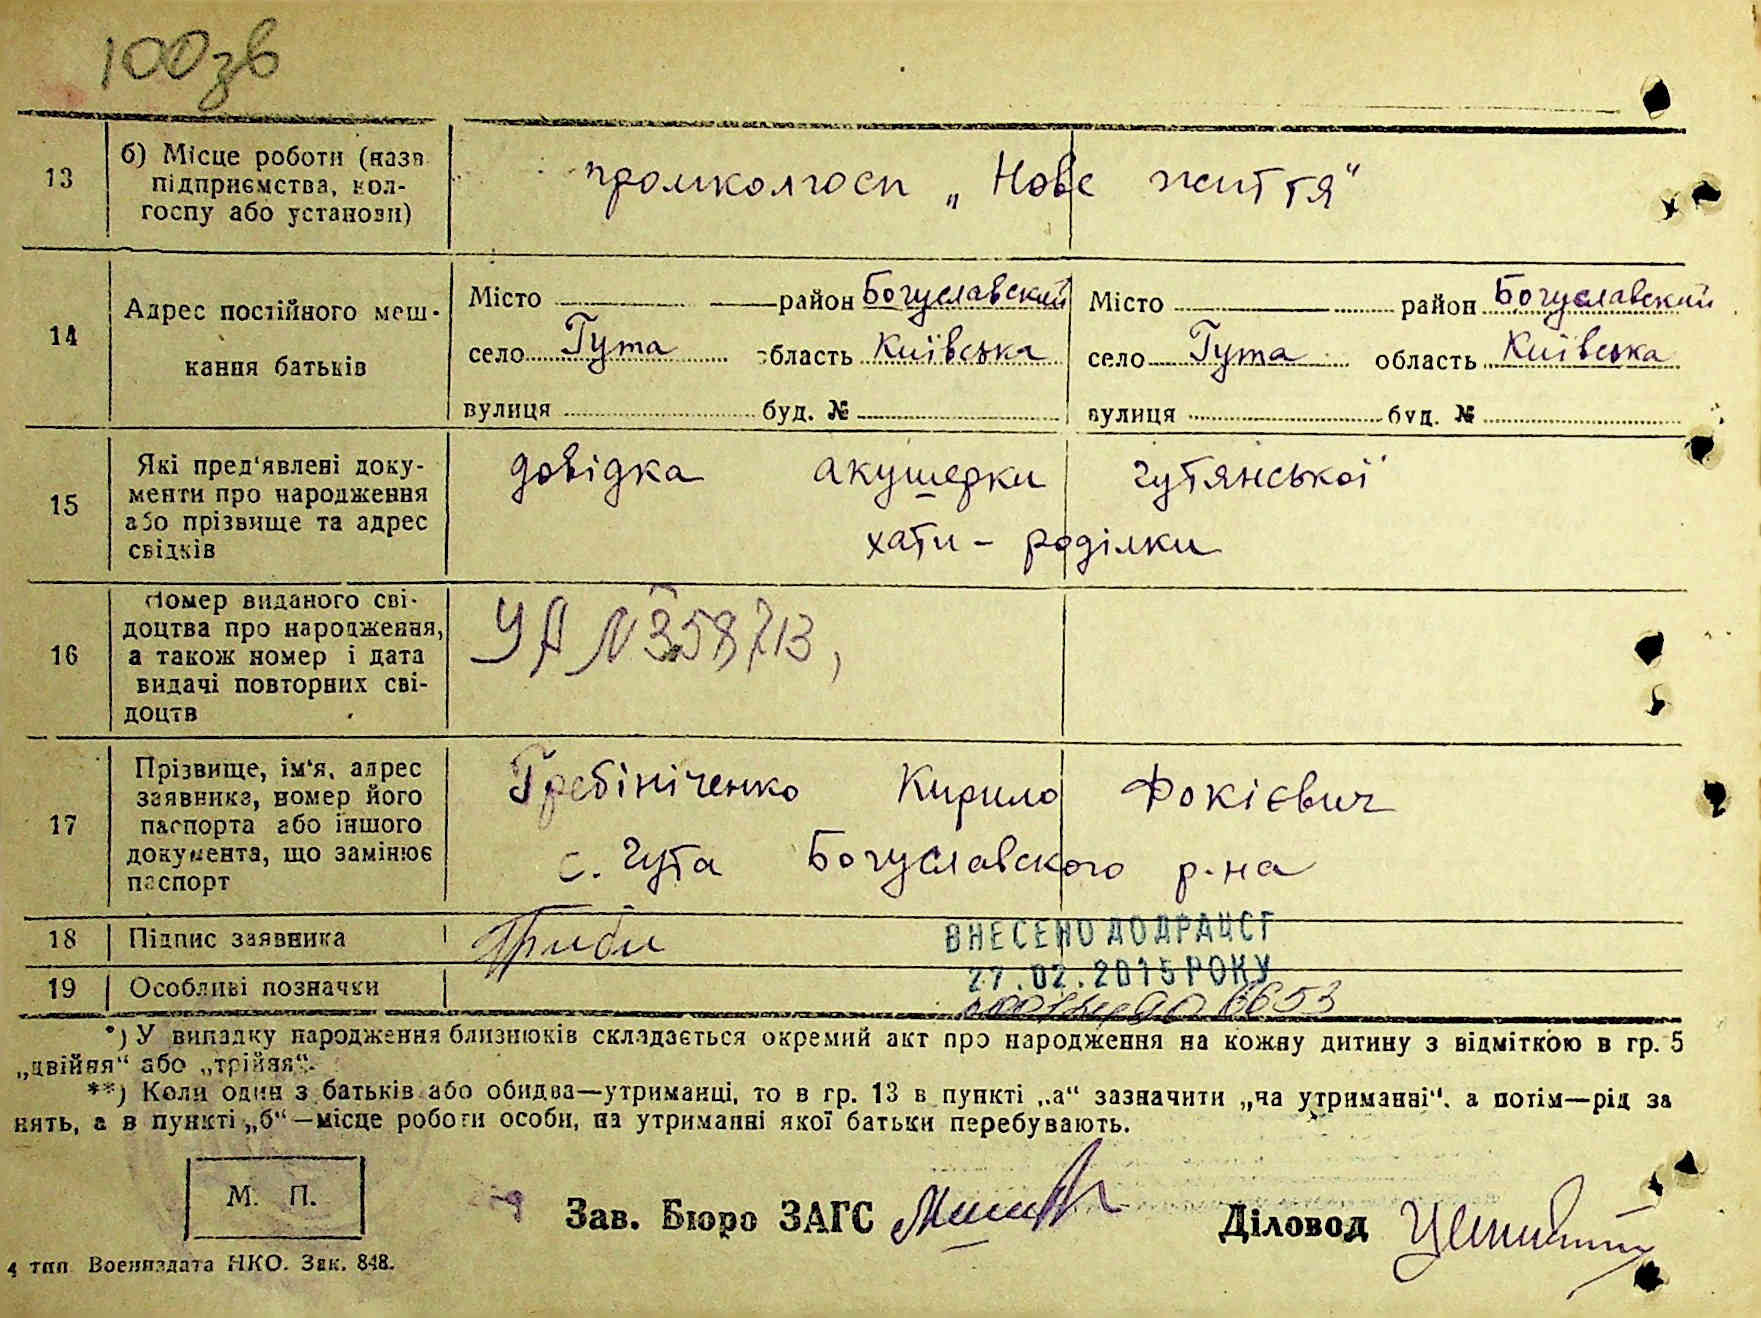 100зв
13
б) Місце роботи (назв.
підприємства, кол-
госпу або установи)
промколгосп „Нове життя“
14
Адрес постійного меш-
кання батьків
Місто район Богуславский
село Гута область Київська
вулиця буд. №
Місто район Богуславский
село Гута область Київська
вулиця буд. №
15
Які пред‘явлені доку-
менти про народження
або прізвище та адрес
свідків
довідка акушерки гутянської
хати - роділки
16
Номер виданого сві-
доцтва про народження,
а також номер і дата
видачі повторних сві-
доцтв
УА № 358713,
17
Прізвище, ім‘я, адрес
заявника, номер його
паспорта або іншого
документа, що замінює
паспорт
Гребініченко Кирило Фокієвич
с. Гута Богуславского р-на
18
Підпис заявника
19
Особливі позначки
ВНЕСЕНО ДО ДРАЦСГ
27.02.2015 РОКУ
6653
*) У випадку народження близнюків складається окремий акт про народження на кожну дитину з відміткою в гр. 5
„двійня“ або „трійня“.
**) Коли один з батьків або обидва—утриманці, то в гр. 13 в пункті „а“ зазначити „на утриманні“, а потім—рід за
нять, а в пункті „б“—місце роботи особи, на утриманні якої батьки перебувають.
М. П.
Зав. Бюро ЗАГС
Діловод
4 тип. Воениздата НКО. Зак. 848.